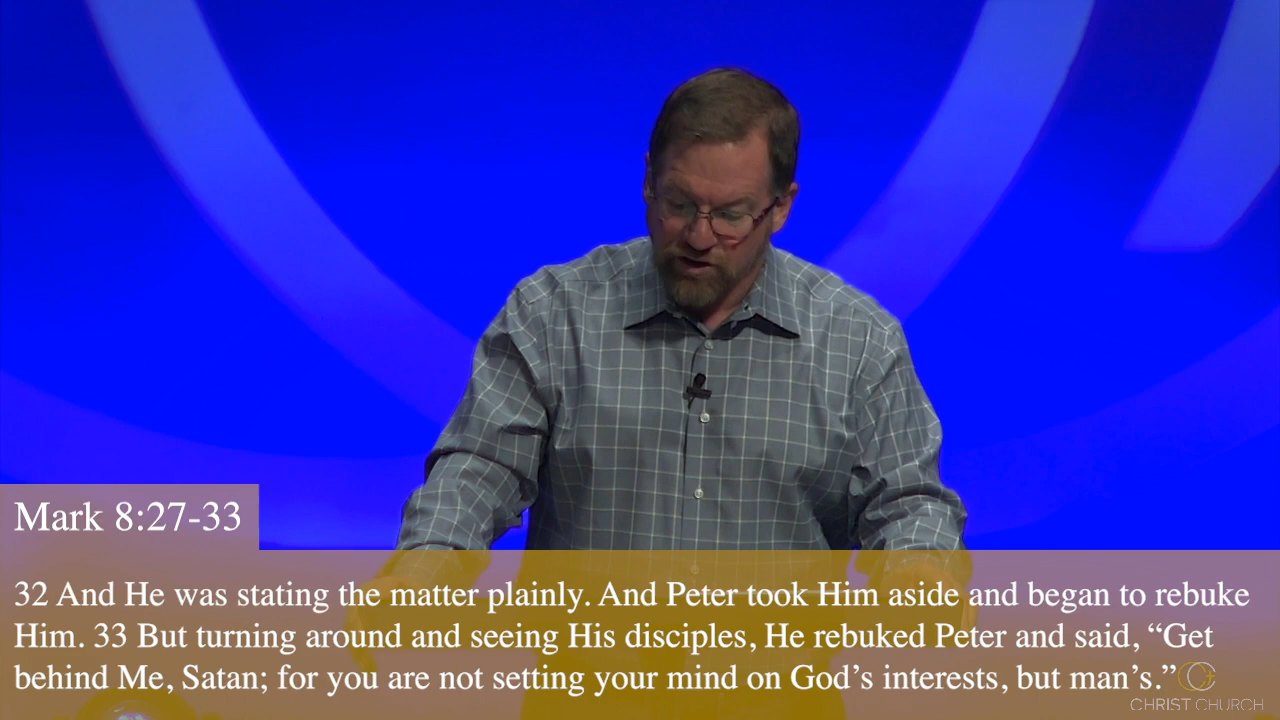 Mark 8:27-33
32 And He was stating the matter plainly. And Peter took Him aside and began to rebuke
Him. 33 But turning around and seeing His disciples, He rebuked Peter and said, “Get
behind Me, Satan; for you are not setting your mind on God’s interests, but man’s.”
CHRIST CHURCH